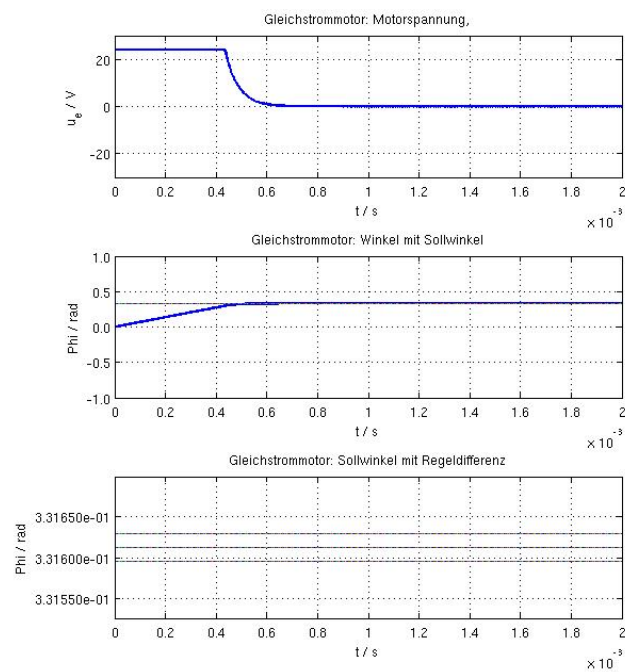 Gleichstrommotor: Motorspannung,
u_e / V
20
0
-20
0 0.2 0.4 0.6 0.8 1 1.2 1.4 1.6 1.8 2
t / s
x 10^-3
Gleichstrommotor: Winkel mit Sollwinkel
Phi / rad
1.0
0.5
0.0
-0.5
-1.0
0 0.2 0.4 0.6 0.8 1 1.2 1.4 1.6 1.8 2
t / s
x 10^-3
Gleichstrommotor: Sollwinkel mit Regeldifferenz
Phi / rad
3.31650e-01
3.31600e-01
3.31550e-01
0 0.2 0.4 0.6 0.8 1 1.2 1.4 1.6 1.8 2
t / s
x 10^-3